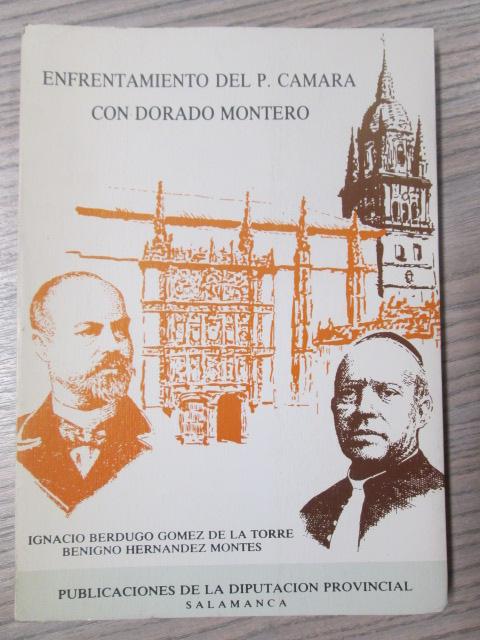 ENFRENTAMIENTO DEL P. CAMARA
CON DORADO MONTERO
IGNACIO BERDUGO GOMEZ DE LA TORRE
BENIGNO HERNANDEZ MONTES
PUBLICACIONES DE LA DIPUTACION PROVINCIAL
SALAMANCA